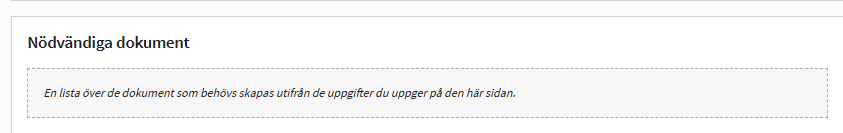 Nödvändiga dokument
En lista över de dokument som behövs skapas utifrån de uppgifter du uppger på den här sidan.